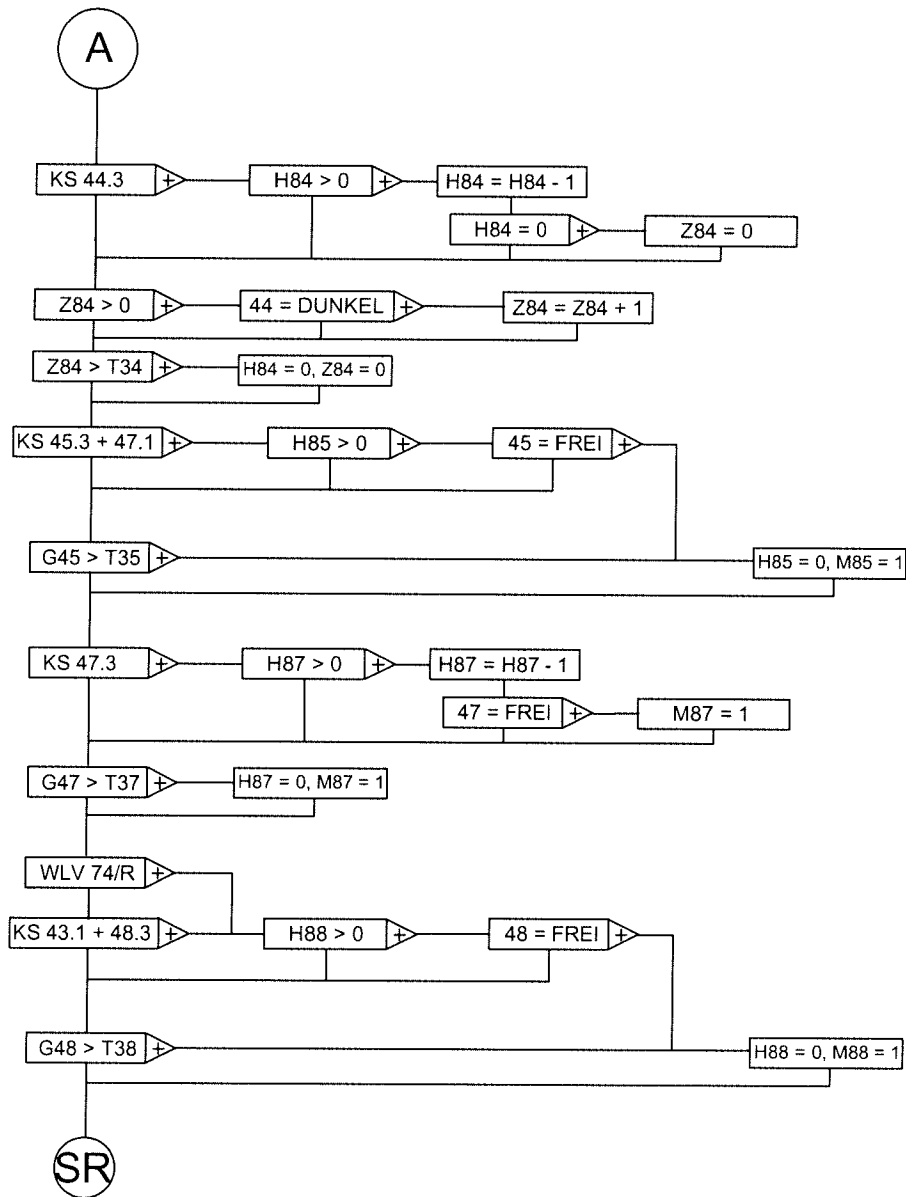 A
KS 44.3 + H84 > 0 + H84 = H84 - 1
H84 = 0 + Z84 = 0
Z84 > 0 + 44 = DUNKEL + Z84 = Z84 + 1
Z84 > T34 + H84 = 0, Z84 = 0
KS 45.3 + 47.1 + H85 > 0 + 45 = FREI +
G45 > T35 + H85 = 0, M85 = 1
KS 47.3 + H87 > 0 + H87 = H87 - 1
47 = FREI + M87 = 1
G47 > T37 + H87 = 0, M87 = 1
WLV 74/R +
KS 43.1 + 48.3 + H88 > 0 + 48 = FREI +
G48 > T38 + H88 = 0, M88 = 1
SR